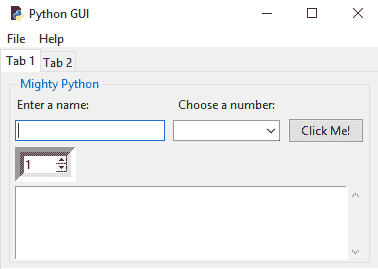 Python GUI
File Help
Tab 1 Tab 2
Mighty Python
Enter a name: Choose a number:
Click Me!
1